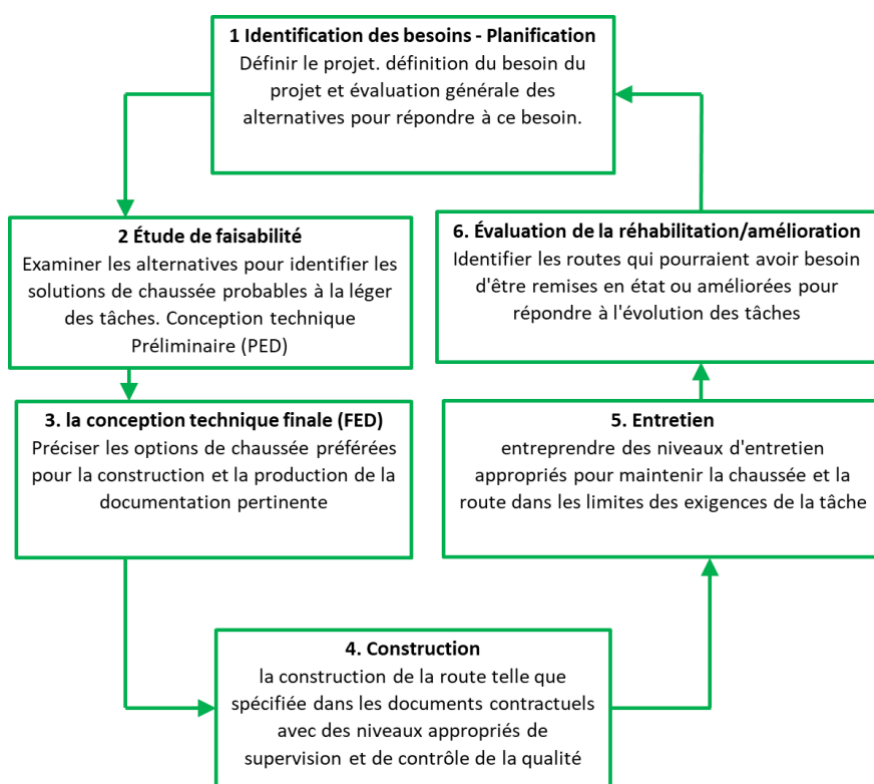 1 Identification des besoins - Planification
Définir le projet. définition du besoin du
projet et évaluation générale des
alternatives pour répondre à ce besoin.
2 Étude de faisabilité
Examiner les alternatives pour identifier les
solutions de chaussée probables à la léger
des tâches. Conception technique
Préliminaire (PED)
3. la conception technique finale (FED)
Préciser les options de chaussée préférées
pour la construction et la production de la
documentation pertinente
4. Construction
la construction de la route telle que
spécifiée dans les documents contractuels
avec des niveaux appropriés de
supervision et de contrôle de la qualité
5. Entretien
entreprendre des niveaux d'entretien
appropriés pour maintenir la chaussée et la
route dans les limites des exigences de la tâche
6. Évaluation de la réhabilitation/amélioration
Identifier les routes qui pourraient avoir besoin
d'être remises en état ou améliorées pour
répondre à l'évolution des tâches